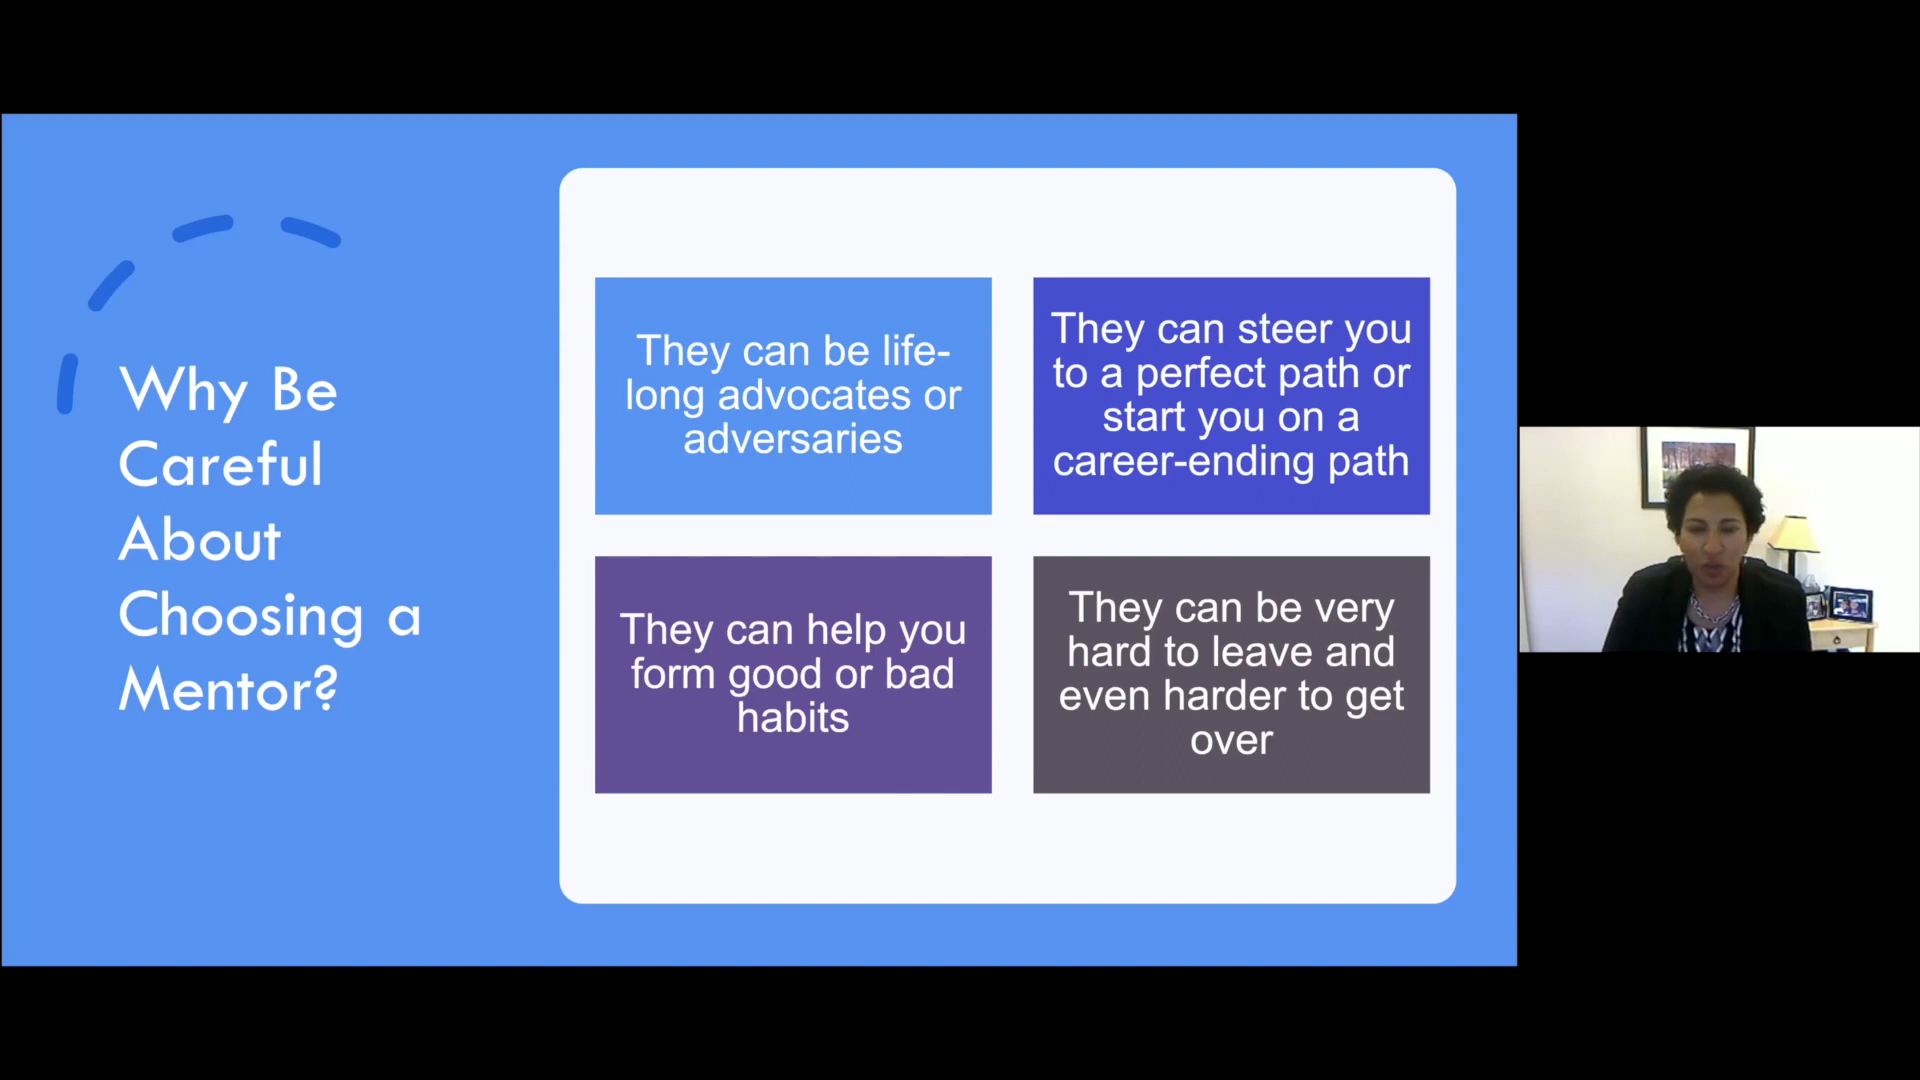 Why Be
Careful
About
Choosing a
Mentor?
They can be life-
long advocates or
adversaries
They can steer you
to a perfect path or
start you on a
career-ending path
They can help you
form good or bad
habits
They can be very
hard to leave and
even harder to get
over